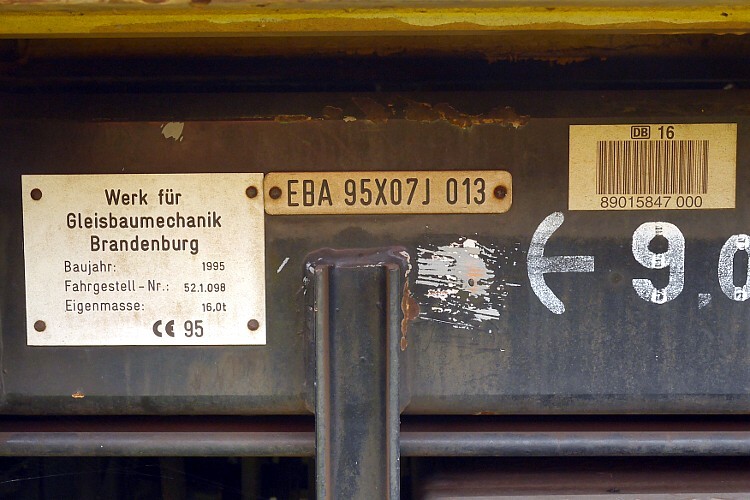 Werk für
Gleisbaumechanik
Brandenburg
Baujahr: 1995
Fahrgestell - Nr.: 52.1.098
Eigenmasse: 16,0t
CE 95
EBA 95X07J 013
DB 16
89015847 000
← 9,0